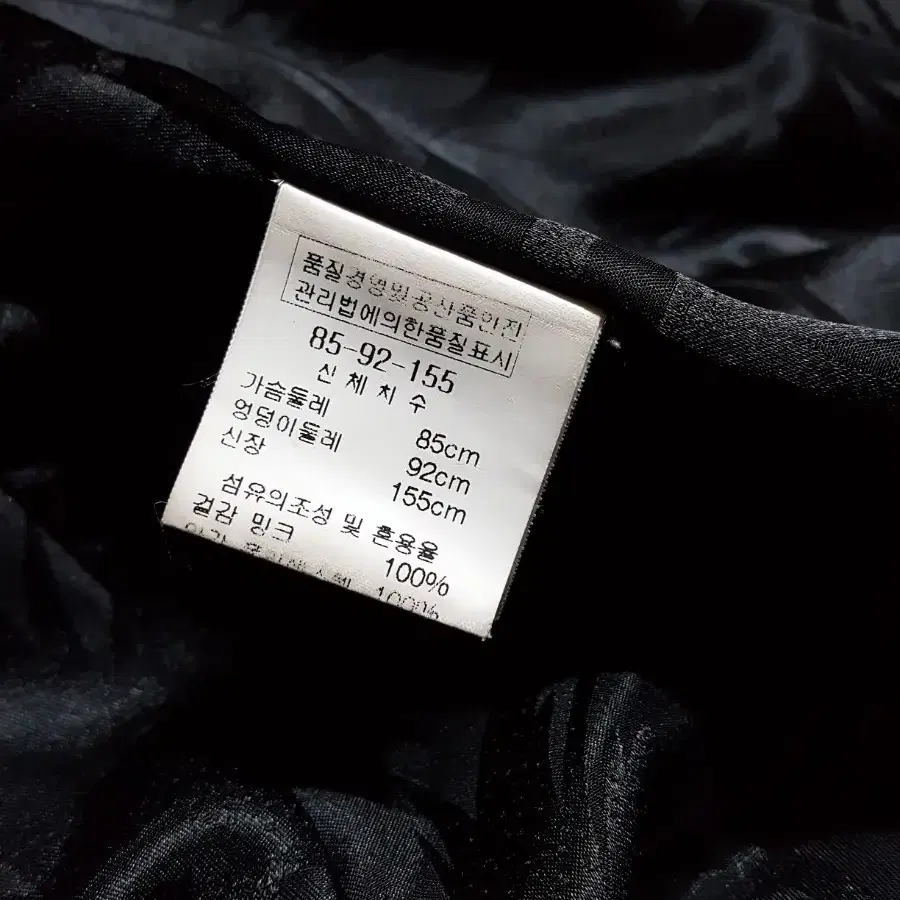 품질경영및공산품안전
관리법에의한품질표시
85-92-155
신 체 치 수
가슴둘레 85cm
엉덩이둘레 92cm
신장 155cm
섬유의조성 및 혼용율
겉감 밍크 100%
100%